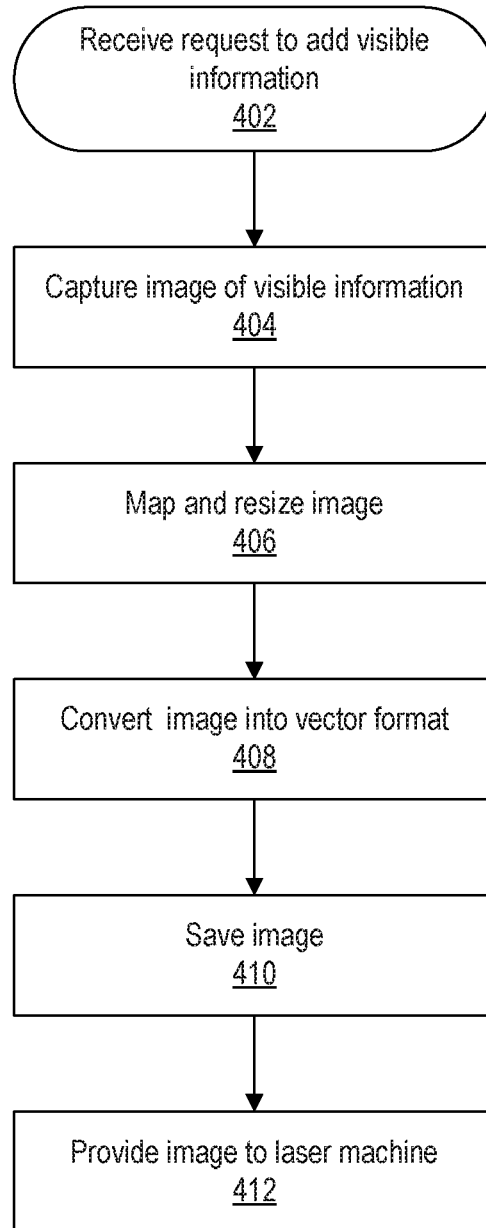 Receive request to add visible
information
402
Capture image of visible information
404
Map and resize image
406
Convert image into vector format
408
Save image
410
Provide image to laser machine
412